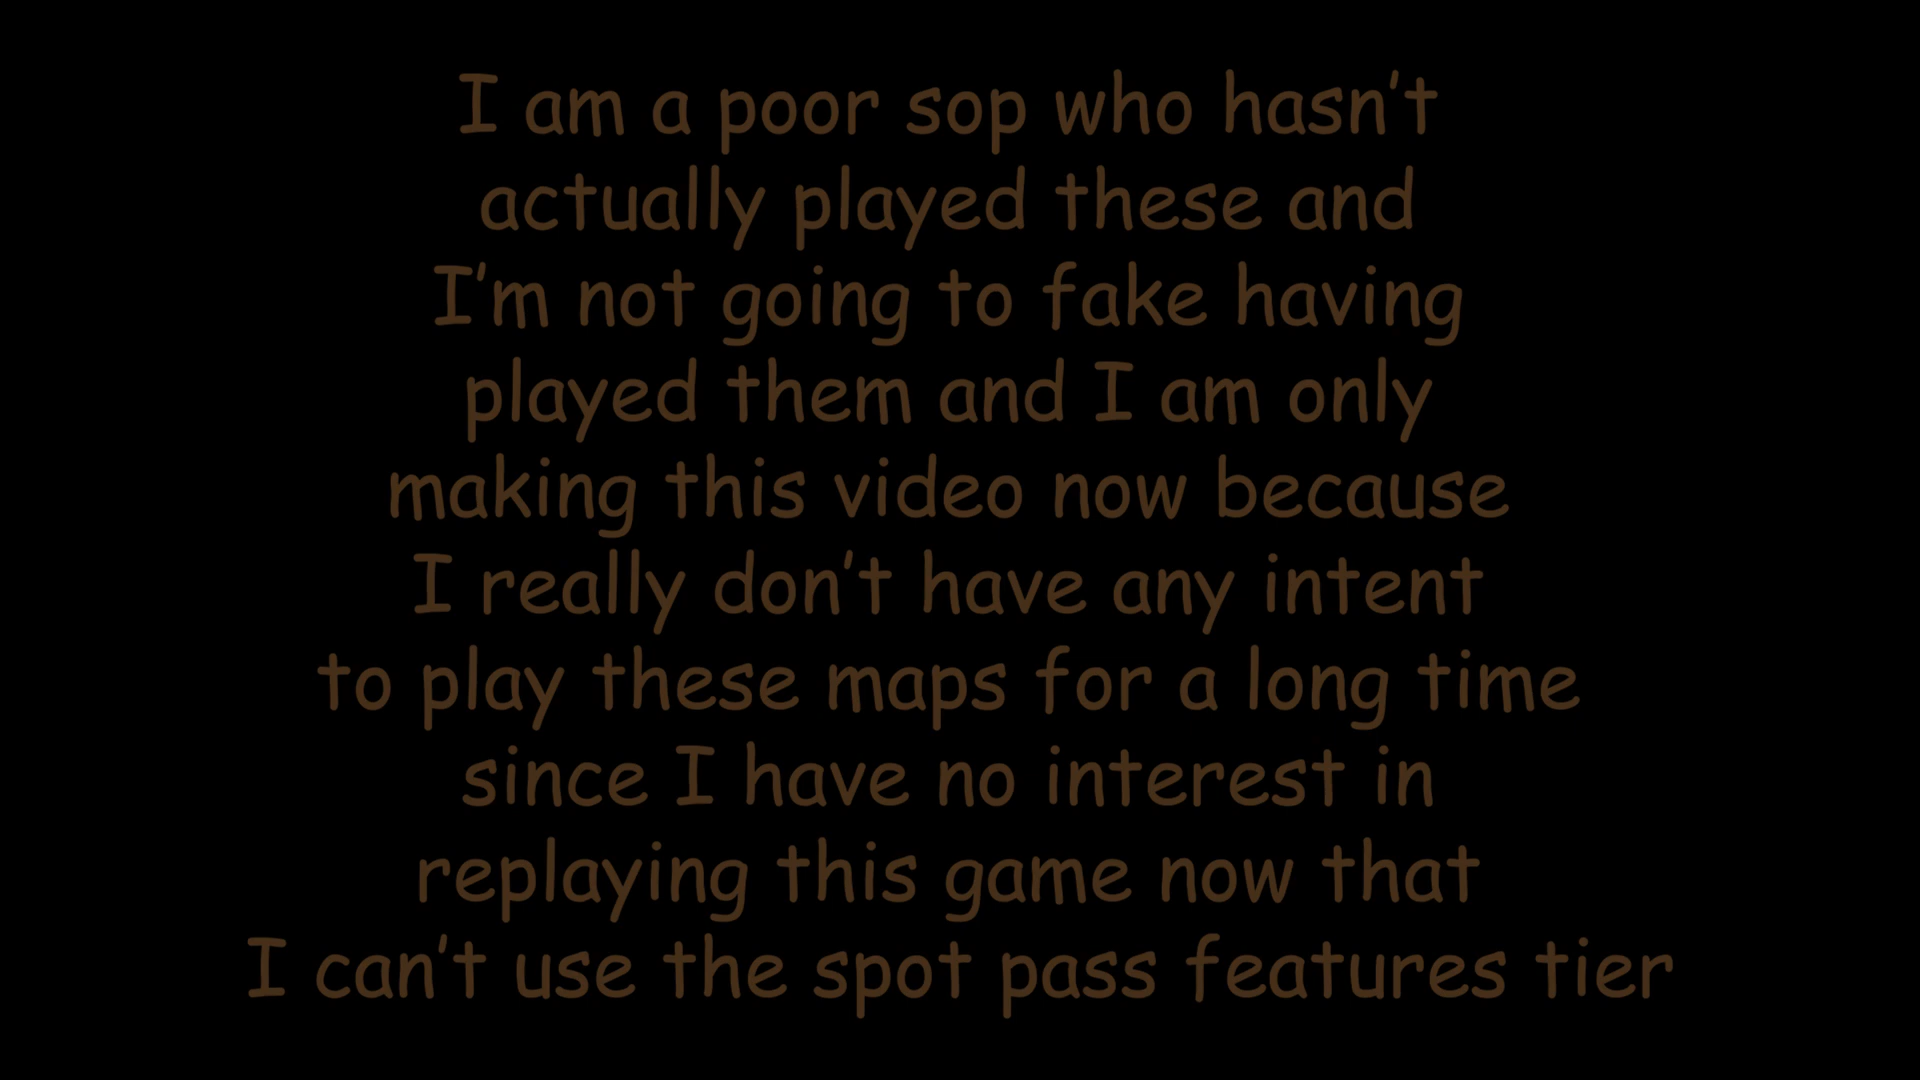 I am a poor sop who hasn't
actually played these and
I'm not going to fake having
played them and I am only
making this video now because
I really don't have any intent
to play these maps for a long time
since I have no interest in
replaying this game now that
I can't use the spot pass features tier